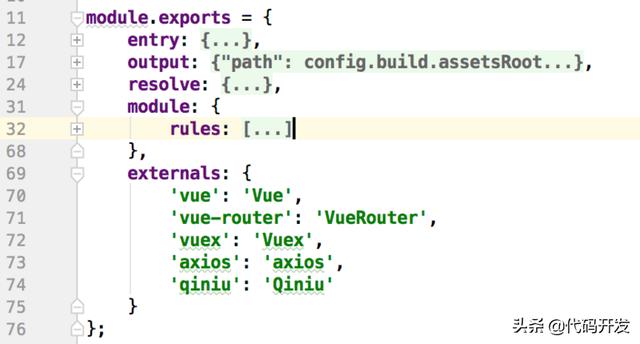 11 module.exports = {
12 entry: {...},
17 output: {"path": config.build.assetsRoot...},
24 resolve: {...},
31 module: {
32 rules: [...]
68 },
69 externals: {
70 'vue': 'Vue',
71 'vue-router': 'VueRouter',
72 'vuex': 'Vuex',
73 'axios': 'axios',
74 'qiniu': 'Qiniu'
75 }
76 };
头条 @代码开发